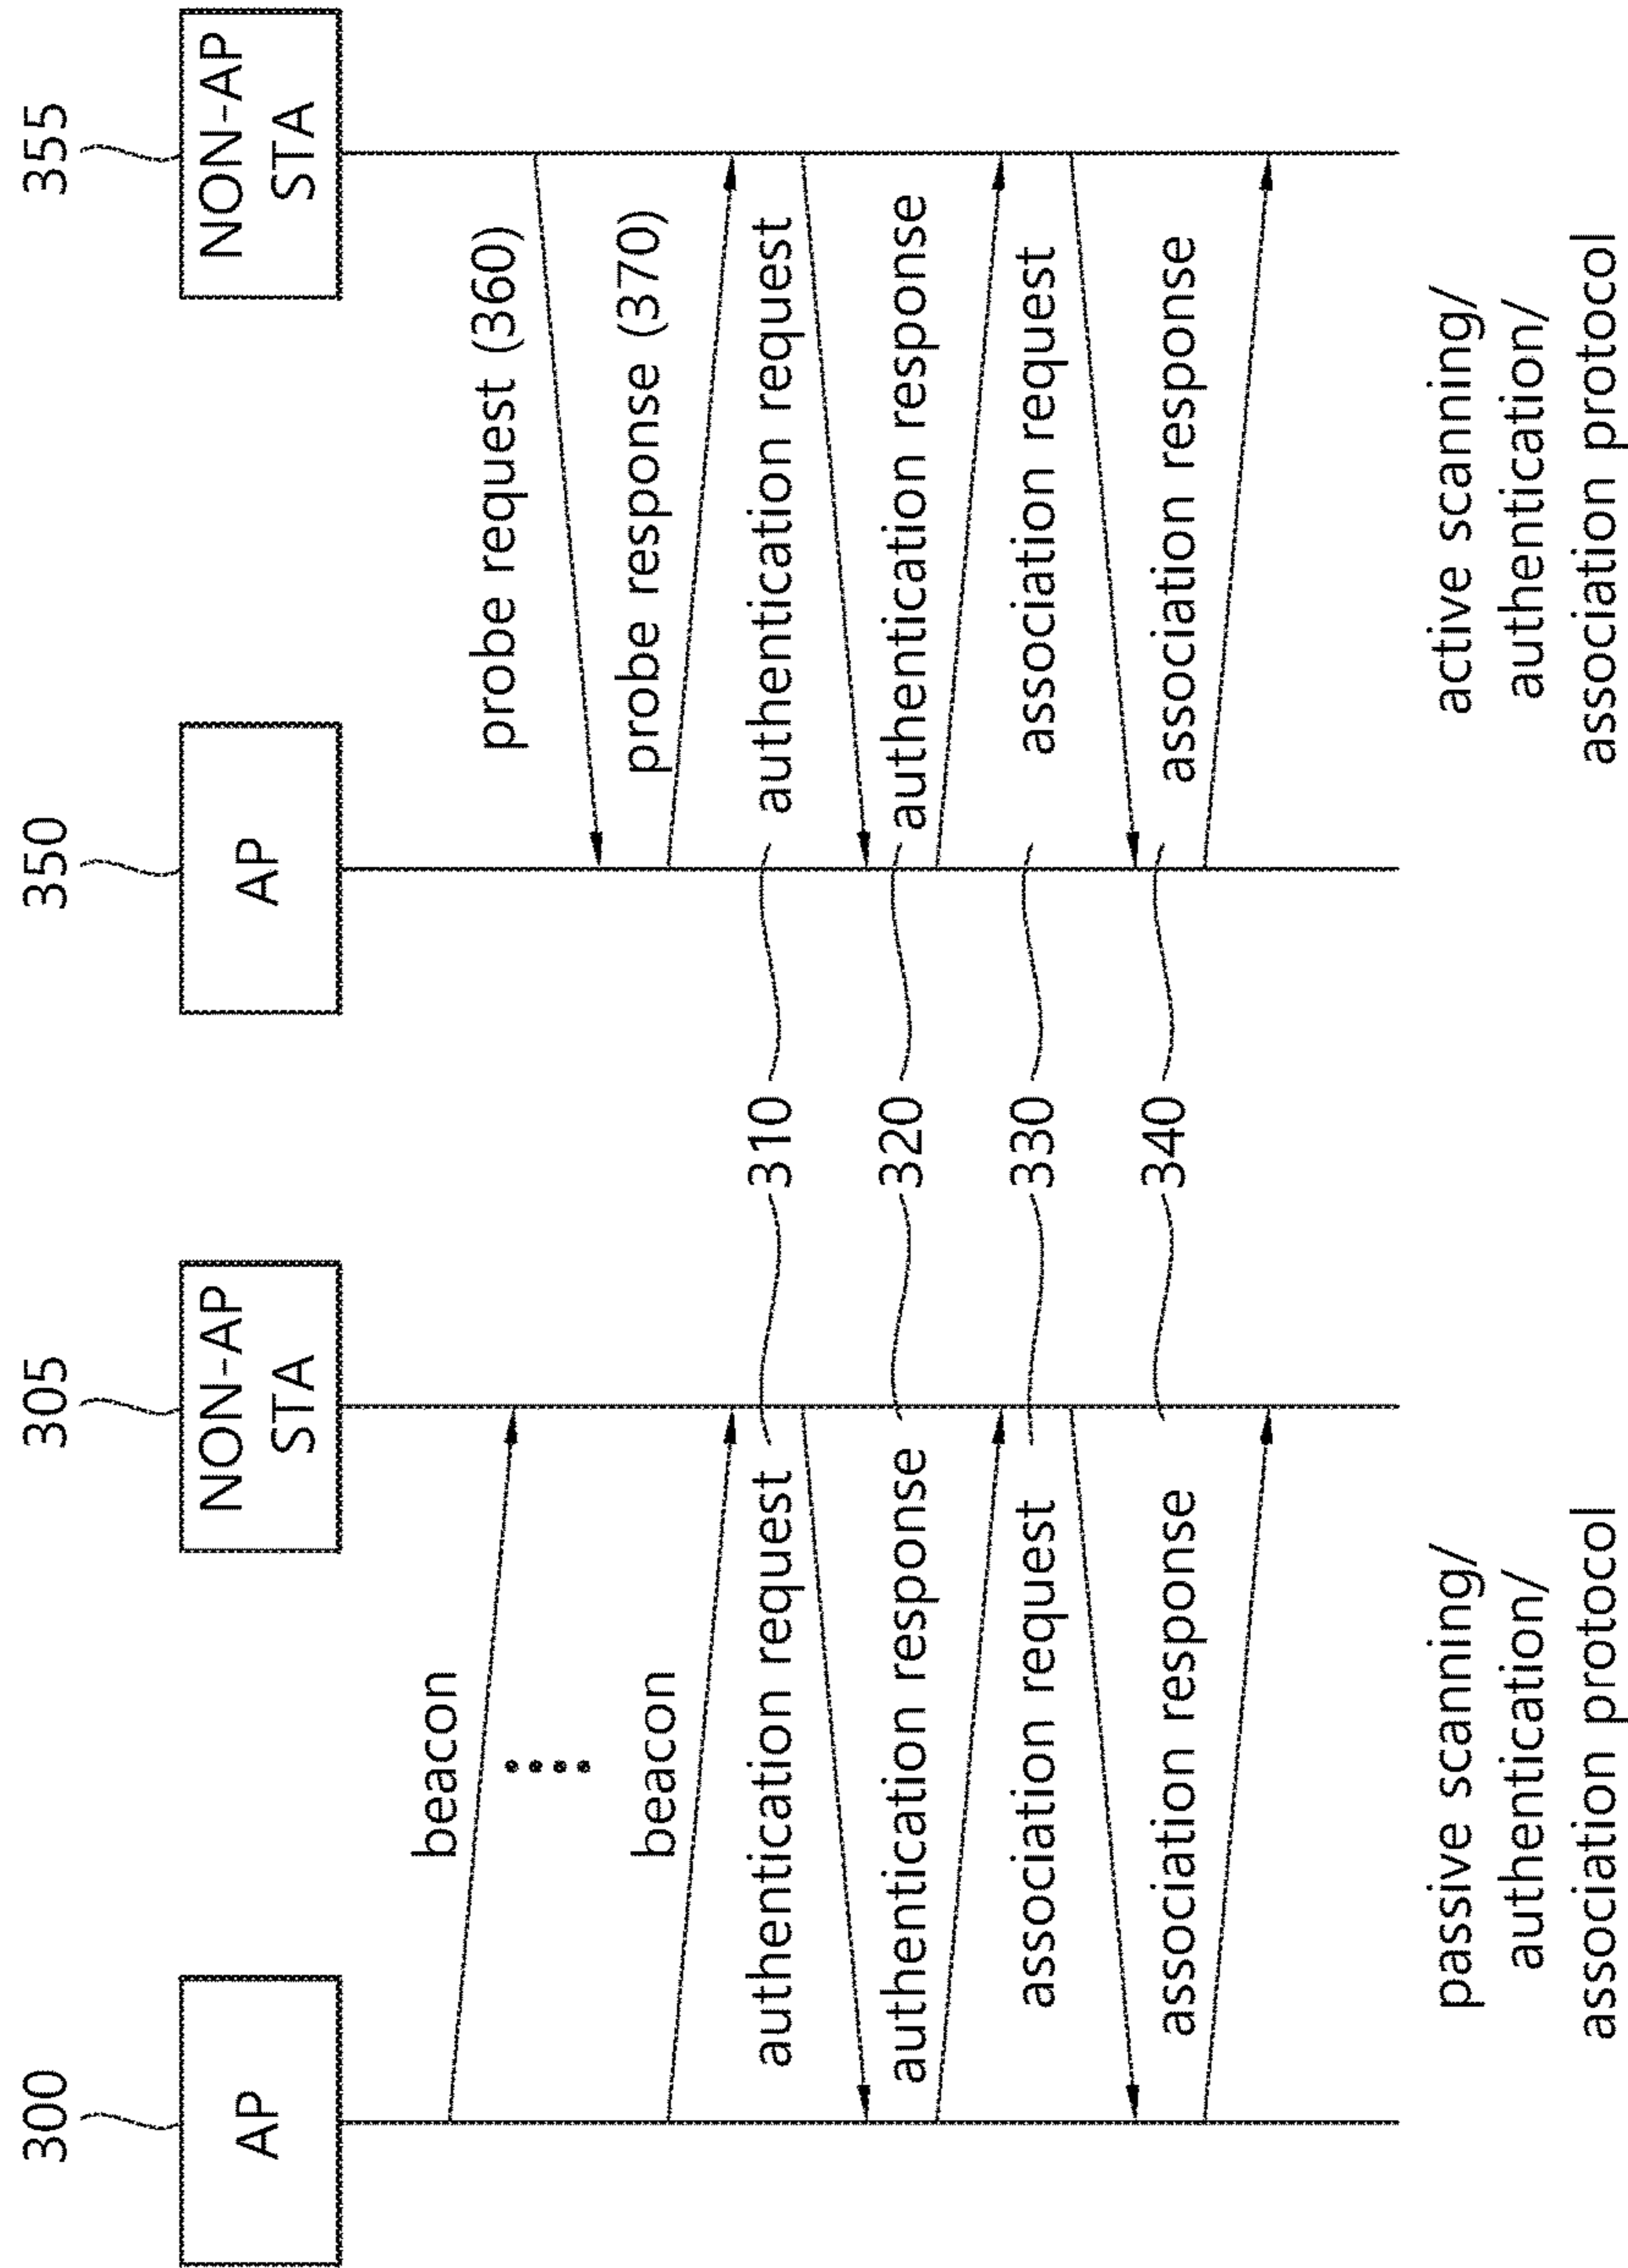 300
305
350
355
AP
NON-AP
STA
AP
NON-AP
STA
beacon
beacon
authentication request
authentication response
association request
association response
310
320
330
340
probe request (360)
probe response (370)
authentication request
authentication response
association request
association response
passive scanning/
authentication/
association protocol
active scanning/
authentication/
association protocol